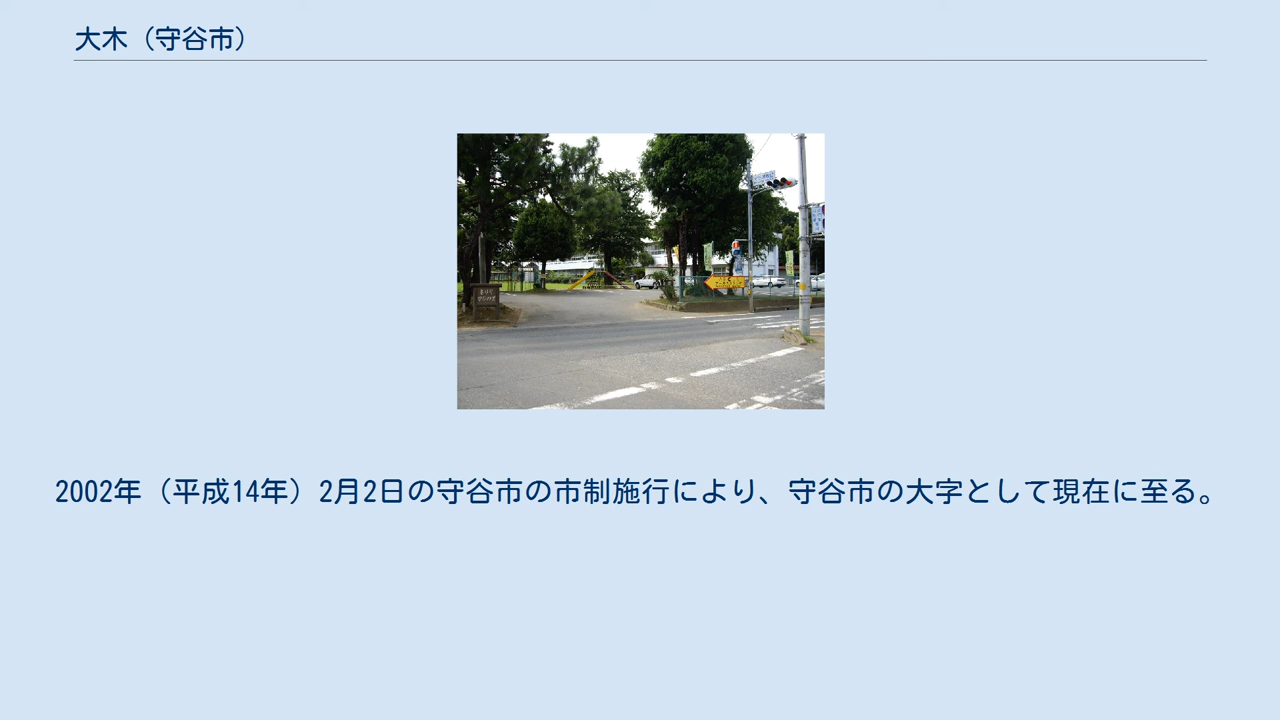 大木（守谷市）
2002年（平成14年）2月2日の守谷市の市制施行により、守谷市の大字として現在に至る。